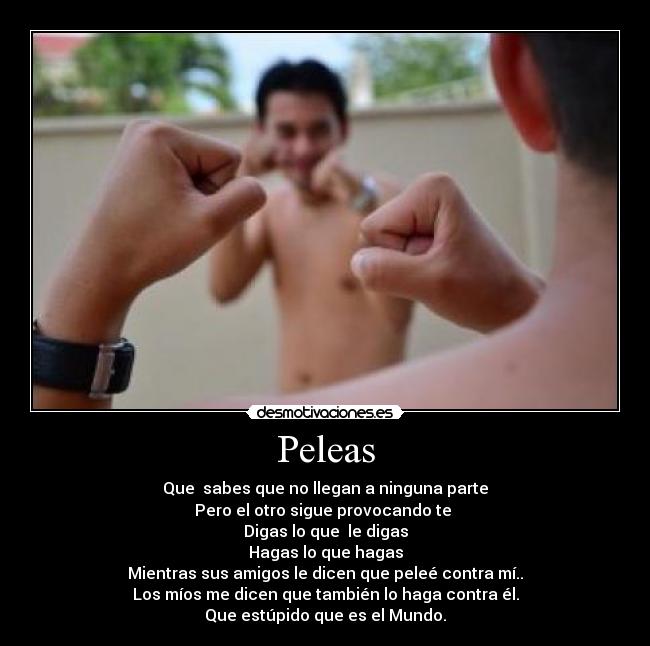 desmotivaciones.es
Peleas
Que sabes que no llegan a ninguna parte
Pero el otro sigue provocando te
Digas lo que le digas
Hagas lo que hagas
Mientras sus amigos le dicen que peleé contra mí..
Los míos me dicen que también lo haga contra él.
Que estúpido que es el Mundo.